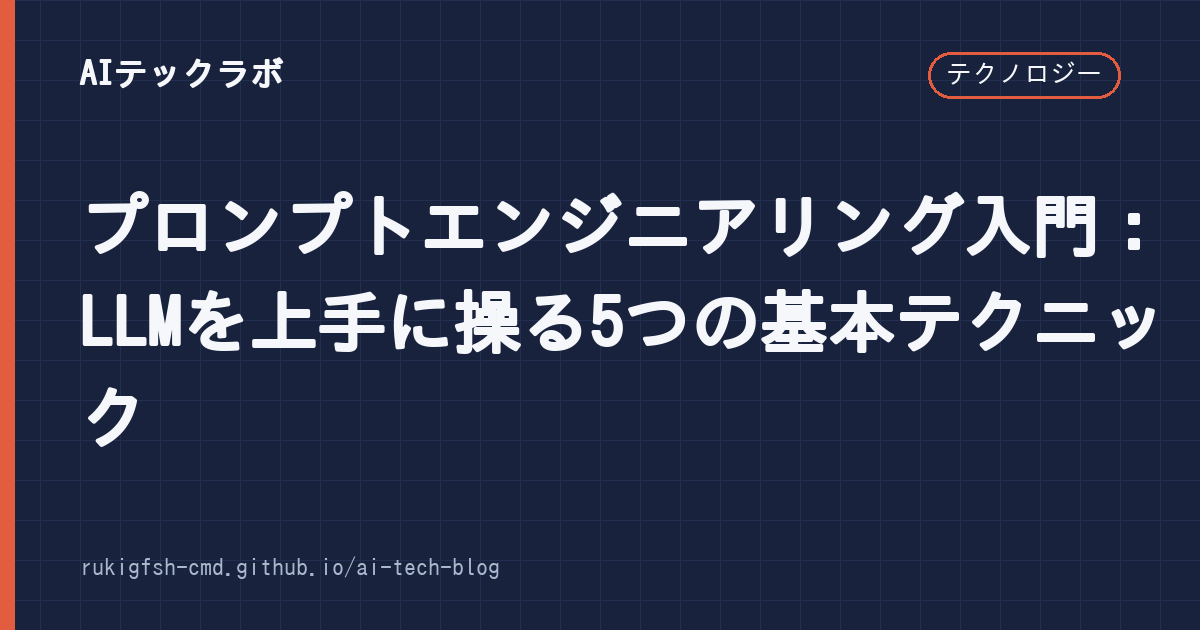 AIテックラボ
テクノロジー
プロンプトエンジニアリング入門：
LLMを上手に操る5つの基本テクニッ
ク
rukigfsh-cmd.github.io/ai-tech-blog